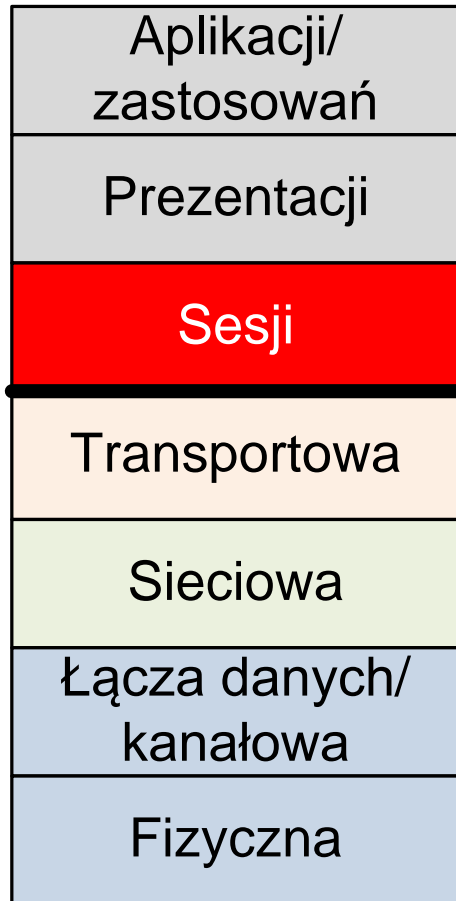 Aplikacji/
zastosowań
Prezentacji
Sesji
Transportowa
Sieciowa
Łącza danych/
kanałowa
Fizyczna